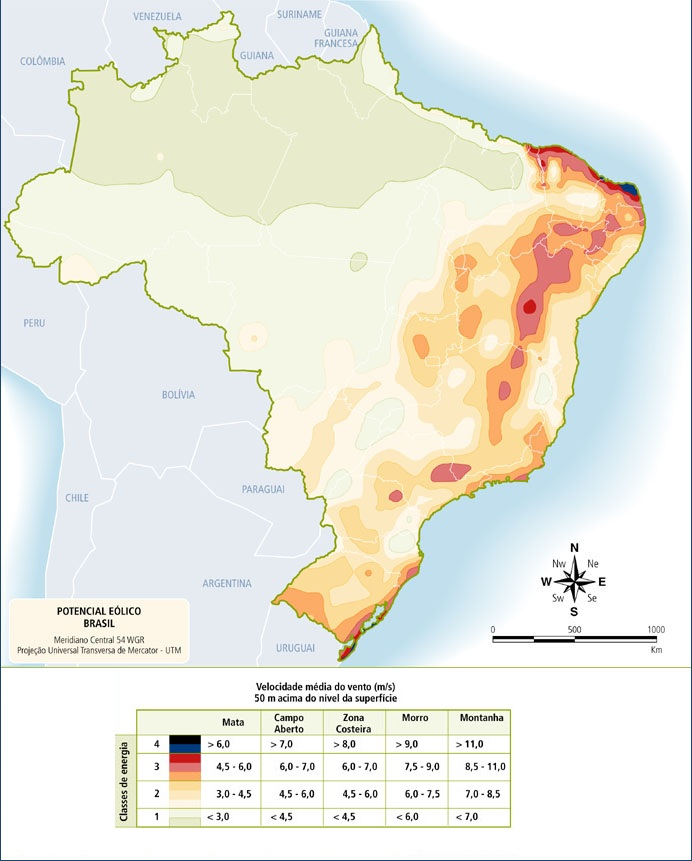 VENEZUELA
SURINAME
GUIANA
FRANCESA
COLÔMBIA
GUIANA
PERU
BOLÍVIA
PARAGUAI
CHILE
ARGENTINA
URUGUAI
N
Nw Ne
W E
Sw Se
S
0 500 1000
Km
POTENCIAL EÓLICO
BRASIL
Meridiano Central 54 WGR
Projeção Universal Transversa de Mercator - UTM
Velocidade média do vento (m/s)
50 m acima do nível da superfície
Classes de energia
Mata Campo Aberto Zona Costeira Morro Montanha
4 > 6,0 > 7,0 > 8,0 > 9,0 > 11,0
3 4,5 - 6,0 6,0 - 7,0 6,0 - 7,0 7,5 - 9,0 8,5 - 11,0
2 3,0 - 4,5 4,5 - 6,0 4,5 - 6,0 6,0 - 7,5 7,0 - 8,5
1 < 3,0 < 4,5 < 4,5 < 6,0 < 7,0